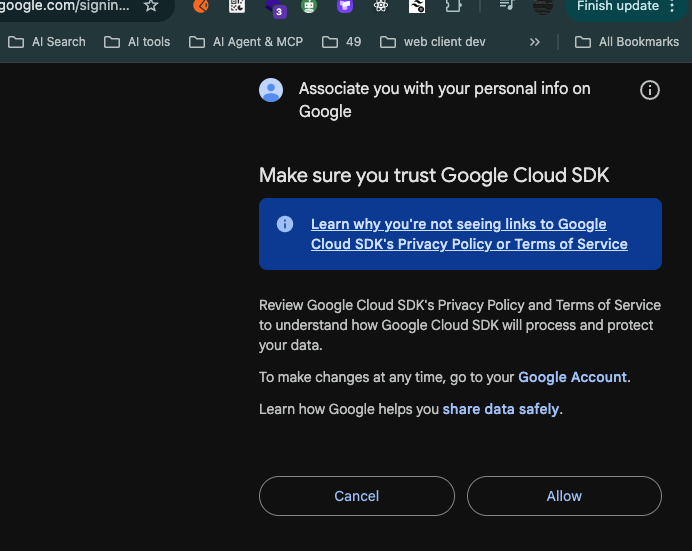 google.com/signin...
3
Finish update
AI Search
AI tools
AI Agent & MCP
49
web client dev
All Bookmarks
Associate you with your personal info on
Google
Make sure you trust Google Cloud SDK
Learn why you're not seeing links to Google
Cloud SDK's Privacy Policy or Terms of Service
Review Google Cloud SDK's Privacy Policy and Terms of Service
to understand how Google Cloud SDK will process and protect
your data.
To make changes at any time, go to your Google Account.
Learn how Google helps you share data safely.
Cancel
Allow